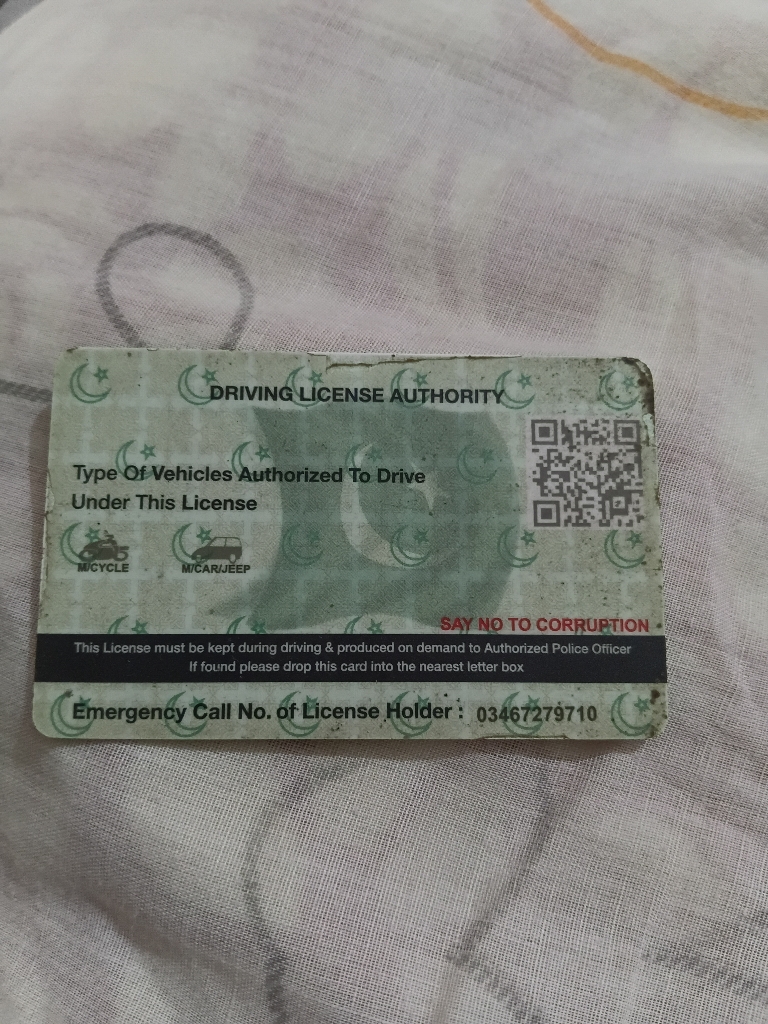 DRIVING LICENSE AUTHORITY
Type Of Vehicles Authorized To Drive
Under This License
M/CYCLE M/CAR/JEEP
SAY NO TO CORRUPTION
This License must be kept during driving & produced on demand to Authorized Police Officer
If found please drop this card into the nearest letter box
Emergency Call No. of License Holder : 03467279710